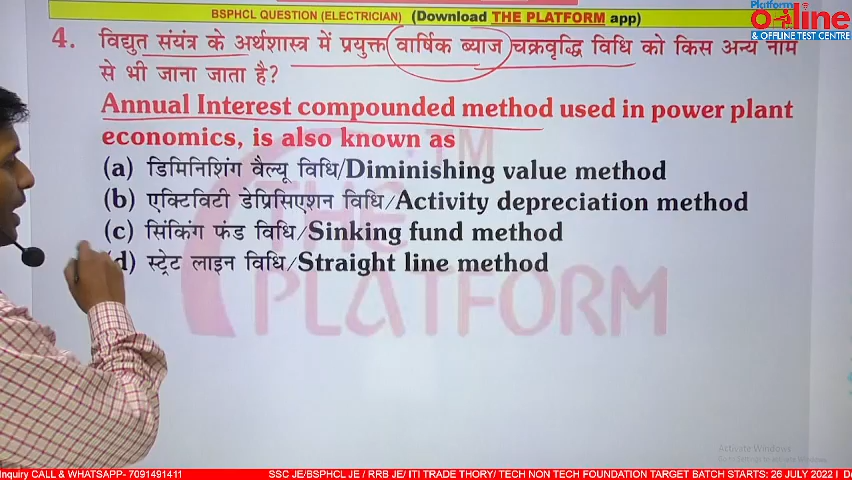 Platform
Online
& OFFLINE TEST CENTRE
BSPHCL QUESTION (ELECTRICIAN) (Download THE PLATFORM app)
4. विद्युत संयंत्र के अर्थशास्त्र में प्रयुक्त वार्षिक ब्याज चक्रवृद्धि विधि को किस अन्य नाम
से भी जाना जाता है?
Annual Interest compounded method used in power plant
economics, is also known as
(a) डिमिनिशिंग वैल्यू विधि/Diminishing value method
(b) एक्टिविटी डेप्रिसिएशन विधि/Activity depreciation method
(c) सिंकिंग फंड विधि/Sinking fund method
(d) स्ट्रेट लाइन विधि/Straight line method
THE
PLATFORM
TM
Activate Windows
Inquiry CALL & WHATSAPP- 7091491411 SSC JE/BSPHCL JE / RRB JE/ ITI TRADE THORY/ TECH NON TECH FOUNDATION TARGET BATCH STARTS: 26 JULY 2022 I